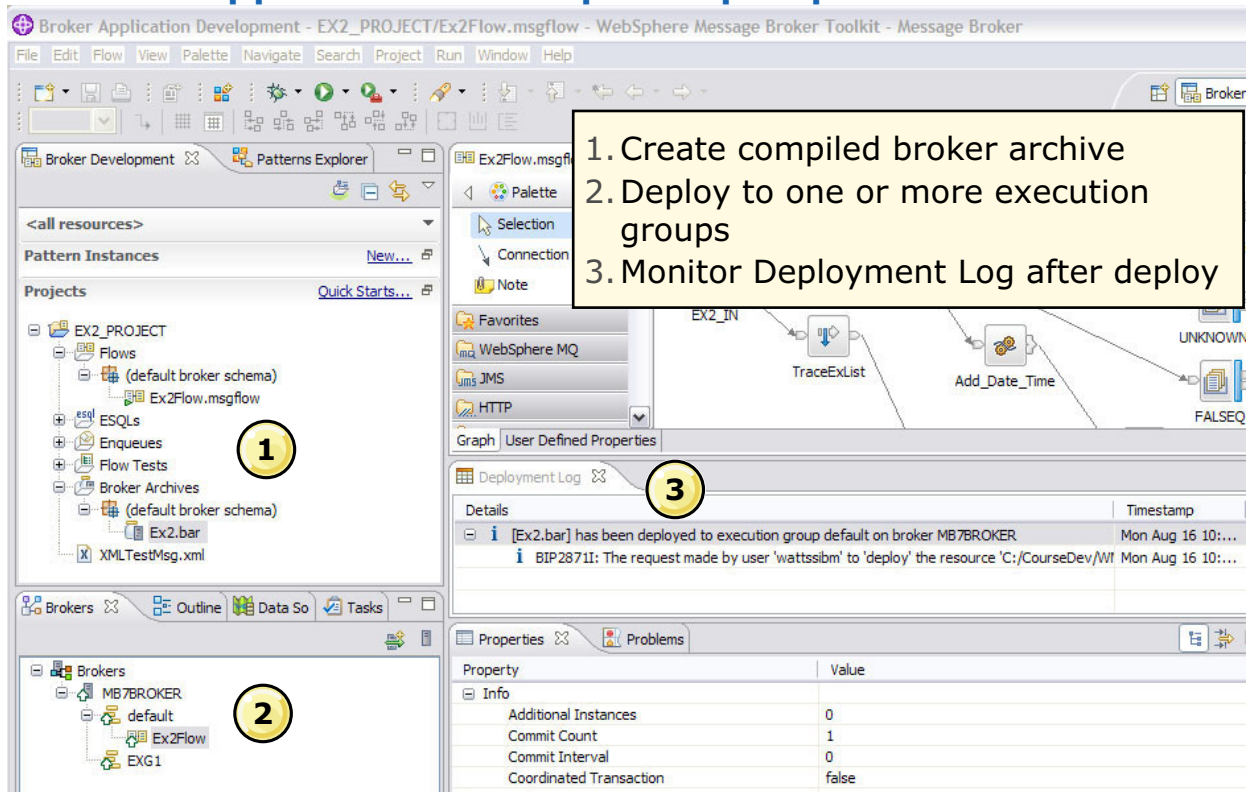 Broker Application Development - EX2_PROJECT/Ex2Flow.msgflow - WebSphere Message Broker Toolkit - Message Broker
File Edit Flow View Palette Navigate Search Project Run Window Help
Broker
1. Create compiled broker archive
2. Deploy to one or more execution
groups
3. Monitor Deployment Log after deploy
Broker Development
Patterns Explorer
<all resources>
Pattern Instances
New...
Projects
Quick Starts...
EX2_PROJECT
Flows
(default broker schema)
Ex2Flow.msgflow
esql ESQLs
Enqueues
Flow Tests
Broker Archives
(default broker schema)
Ex2.bar
XMLTestMsg.xml
1
Ex2Flow.msgfl
Palette
Selection
Connection
Note
Favorites
WebSphere MQ
JMS
HTTP
EX2_IN
TraceExList
Add_Date_Time
UNKNOWN
FALSEQ
Graph User Defined Properties
Deployment Log
3
Details Timestamp
[Ex2.bar] has been deployed to execution group default on broker MB7BROKER Mon Aug 16 10:...
BIP2871I: The request made by user 'wattssibm' to 'deploy' the resource 'C:/CourseDev/WI Mon Aug 16 10:...
Brokers Outline Data So Tasks
Brokers
MB7BROKER
default
Ex2Flow
EXG1
2
Properties Problems
Property Value
Info
Additional Instances 0
Commit Count 1
Commit Interval 0
Coordinated Transaction false